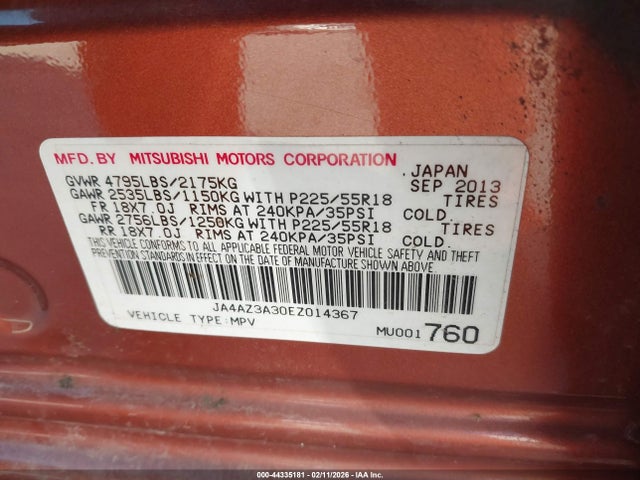 MFD. BY MITSUBISHI MOTORS CORPORATION
JAPAN
GVWR 4795LBS/2175KG SEP 2013
GAWR 2535LBS/1150KG WITH P225/55R18 TIRES
FR 18X7.0J RIMS AT 240KPA/35PSI COLD.
GAWR 2756LBS/1250KG WITH P225/55R18 TIRES
RR 18X7.0J RIMS AT 240KPA/35PSI COLD.
THIS VEHICLE CONFORMS TO ALL APPLICABLE FEDERAL MOTOR VEHICLE SAFETY AND THEFT
PREVENTION STANDARDS IN EFFECT ON THE DATE OF MANUFACTURE SHOWN ABOVE.
JA4AZ3A30EZ014367
VEHICLE TYPE:MPV MU001760
000-44335181 - 02/11/2026 - IAA Inc.